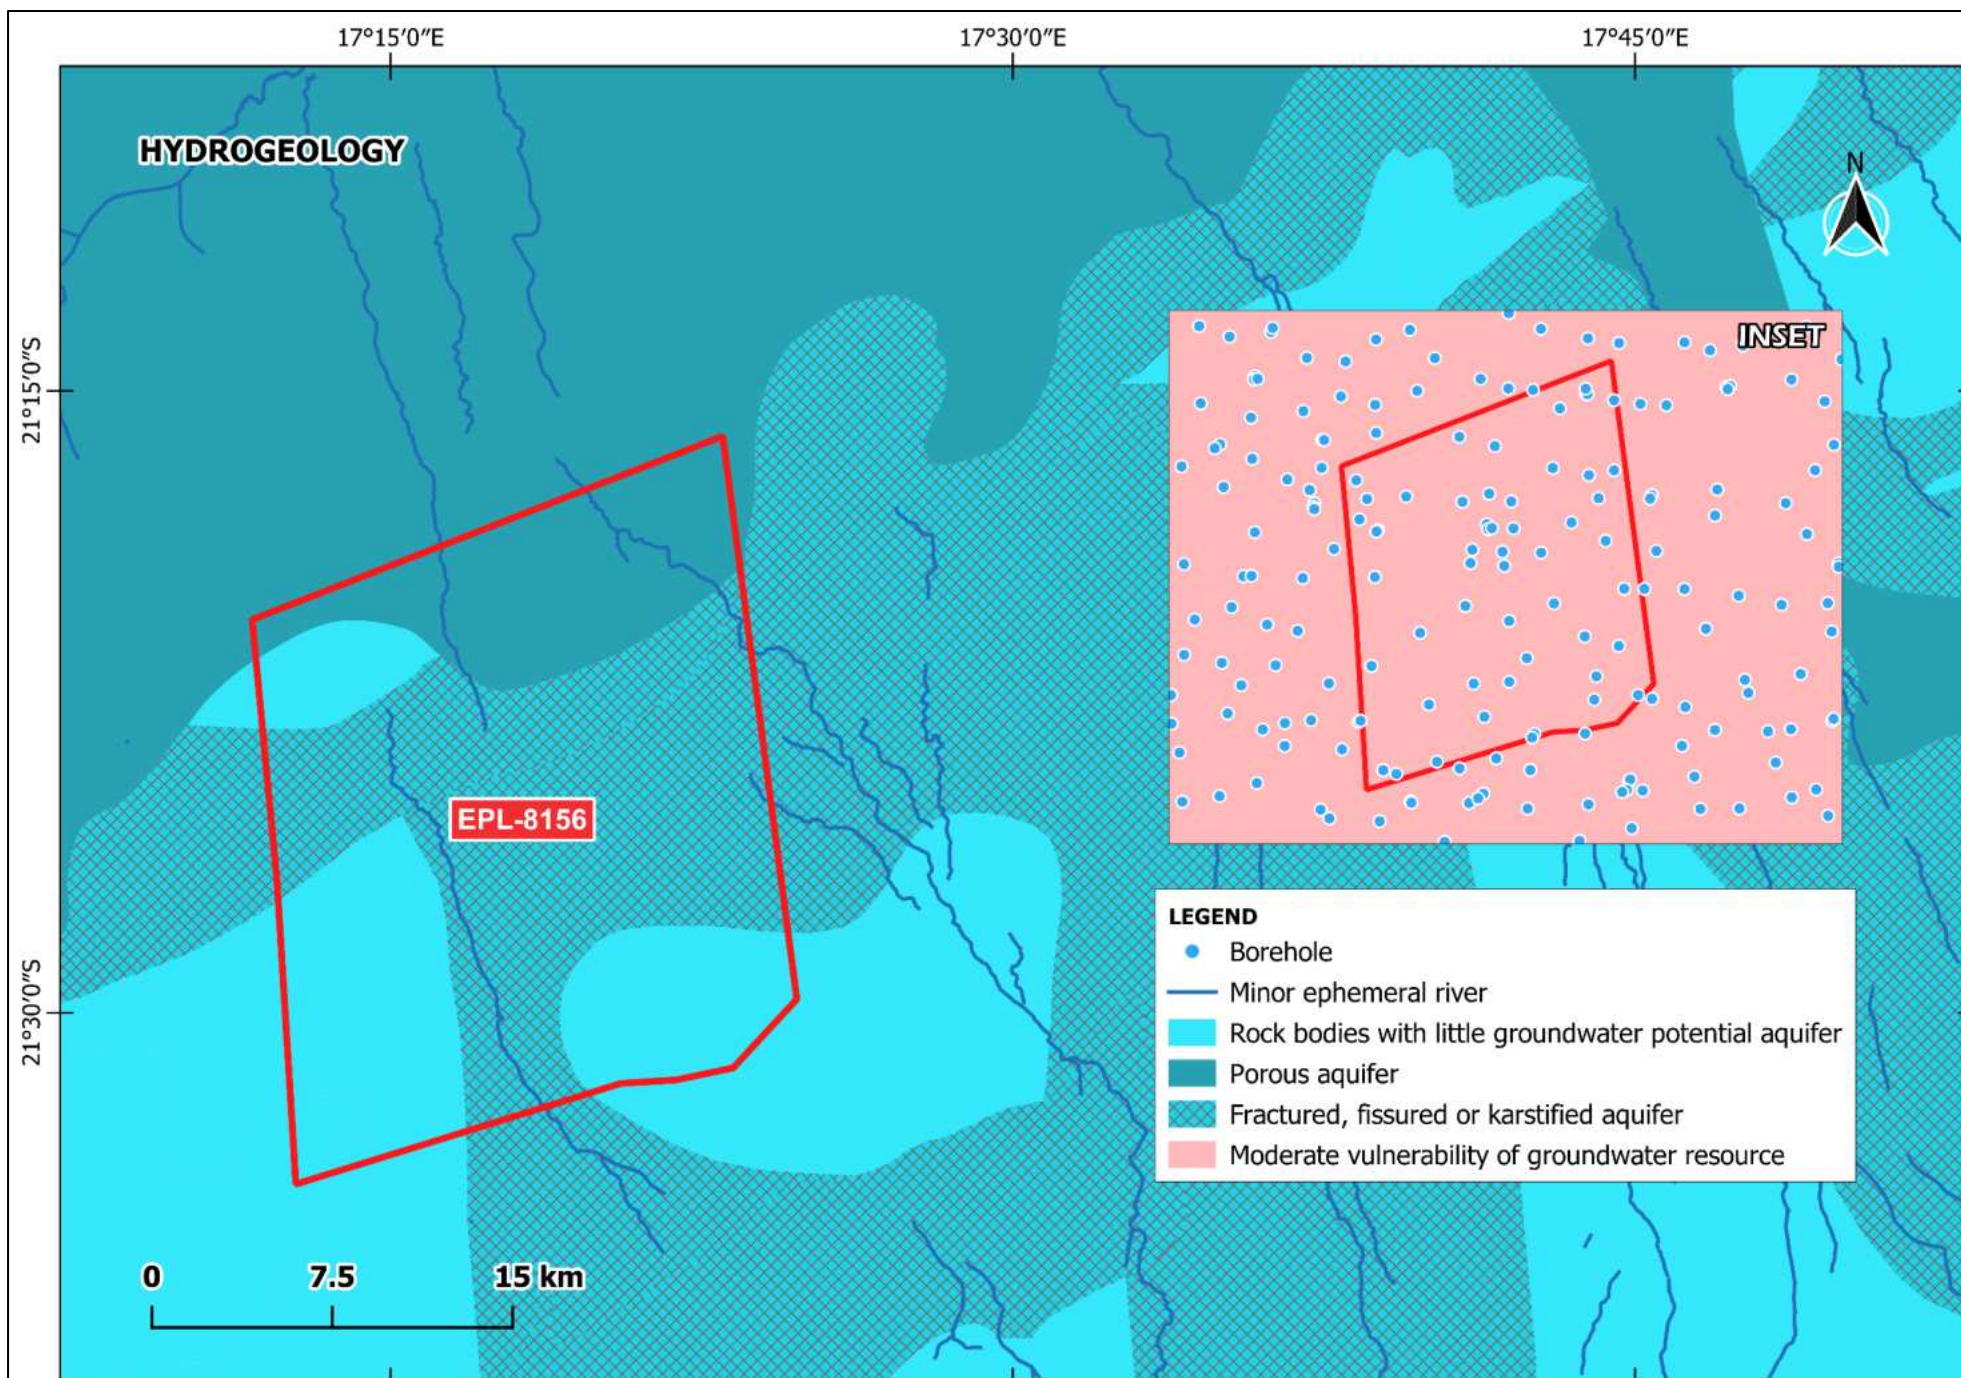 17°15′0″E
17°30′0″E
17°45′0″E
HYDROGEOLOGY
N
INSET
21°15′0″S
EPL-8156
LEGEND
Borehole
Minor ephemeral river
Rock bodies with little groundwater potential aquifer
Porous aquifer
Fractured, fissured or karstified aquifer
Moderate vulnerability of groundwater resource
21°30′0″S
0
7.5
15 km